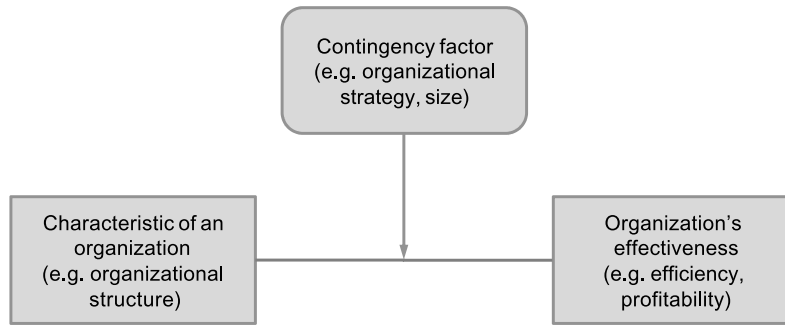 Contingency factor
(e.g. organizational
strategy, size)
Characteristic of an
organization
(e.g. organizational
structure)
Organization's
effectiveness
(e.g. efficiency,
profitability)